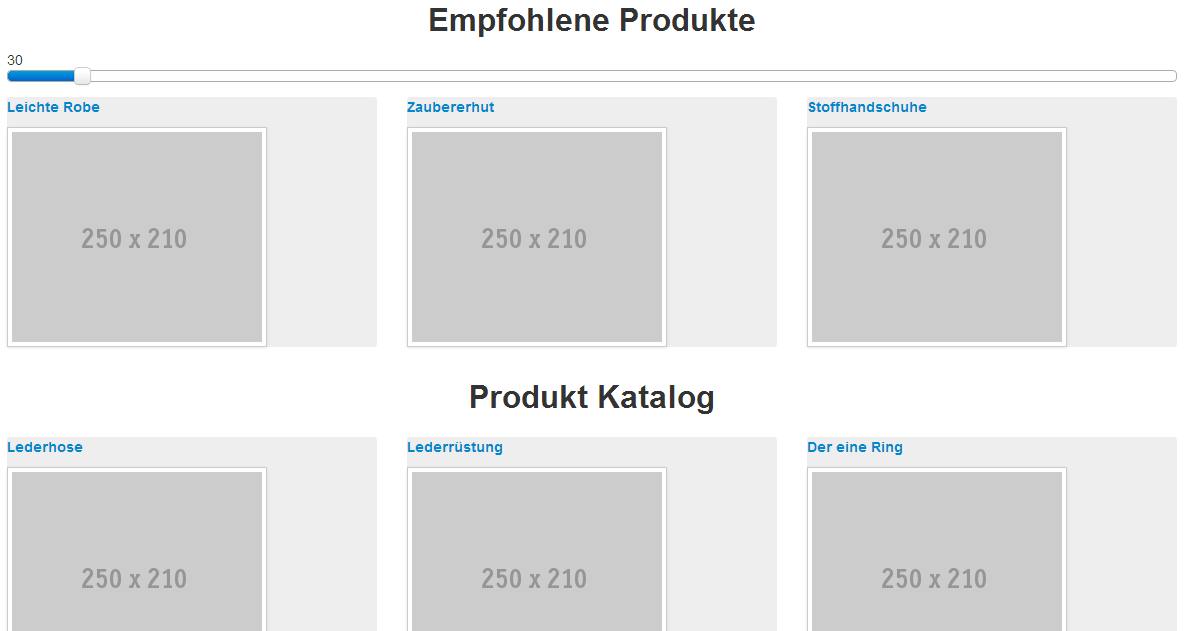 Empfohlene Produkte
30
Leichte Robe
Zaubererhut
Stoffhandschuhe
250 x 210
250 x 210
250 x 210
Produkt Katalog
Lederhose
Lederrüstung
Der eine Ring
250 x 210
250 x 210
250 x 210